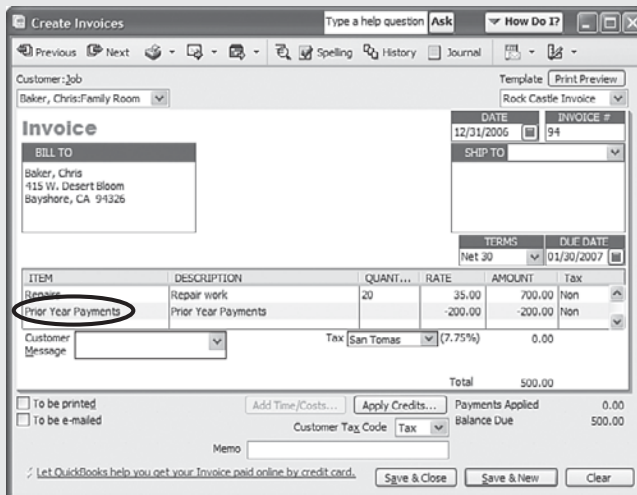 Create Invoices
Type a help question Ask How Do I?
Previous Next Spelling History Journal
Customer:Job Template Print Preview
Baker, Chris:Family Room Rock Castle Invoice
Invoice
DATE INVOICE #
12/31/2006 94
BILL TO SHIP TO
Baker, Chris
415 W. Desert Bloom
Bayshore, CA 94326
TERMS DUE DATE
Net 30 01/30/2007
ITEM DESCRIPTION QUANT... RATE AMOUNT Tax
Repairs Repair work 20 35.00 700.00 Non
Prior Year Payments Prior Year Payments -200.00 -200.00 Non
Customer Message Tax San Tomas (7.75%) 0.00
Total 500.00
To be printed Add Time/Costs... Apply Credits... Payments Applied 0.00
To be e-mailed Customer Tax Code Tax Balance Due 500.00
Memo
Let QuickBooks help you get your Invoice paid online by credit card. Save & Close Save & New Clear